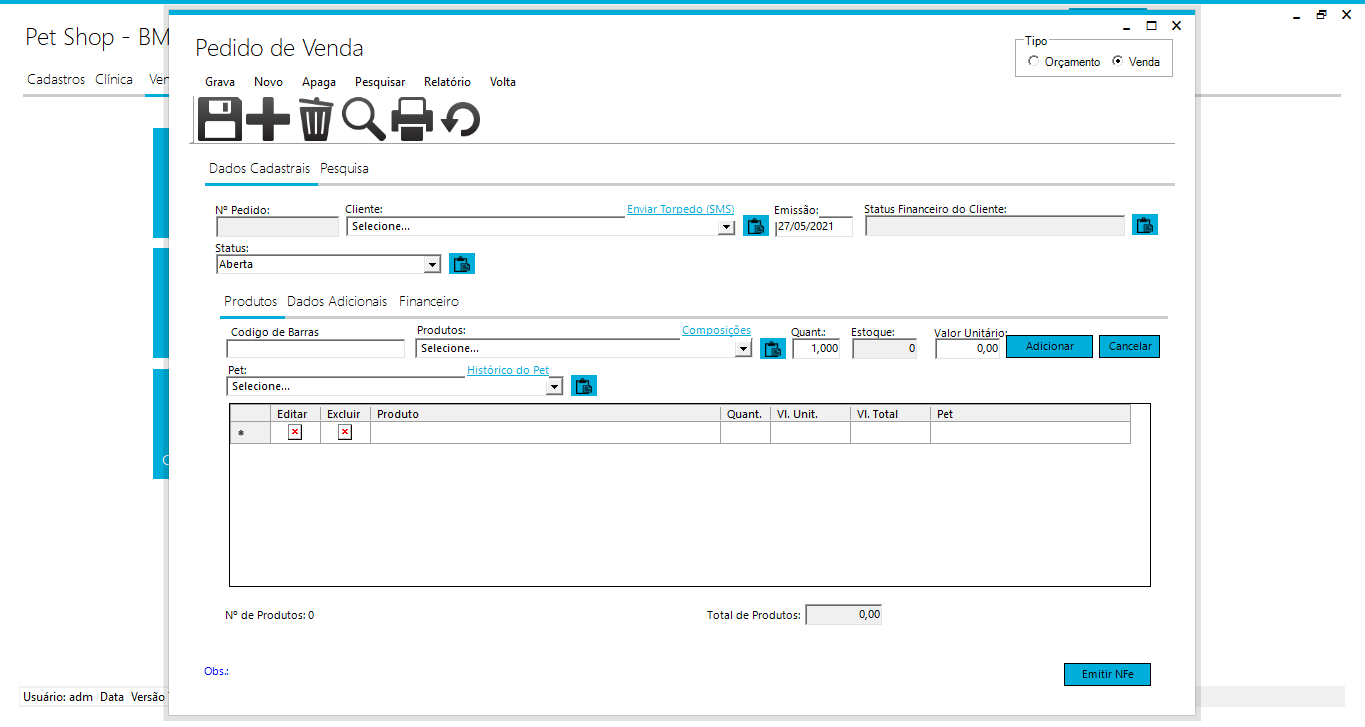 Pet Shop - BM
Cadastros Clínica Ven
Pedido de Venda
Tipo
Orçamento Venda
Grava Novo Apaga Pesquisar Relatório Volta
Dados Cadastrais Pesquisa
Nº Pedido: Cliente: Enviar Torpedo (SMS) Emissão: Status Financeiro do Cliente:
Selecione... 27/05/2021
Status:
Aberta
Produtos Dados Adicionais Financeiro
Codigo de Barras Produtos: Composições Quant.: Estoque: Valor Unitário:
Selecione... 1,000 0 0,00 Adicionar Cancelar
Pet: Histórico do Pet
Selecione...
Editar Excluir Produto Quant. Vl. Unit. Vl. Total Pet
*
Nº de Produtos: 0 Total de Produtos: 0,00
Obs.: Emitir NFe
Usuário: adm Data Versão